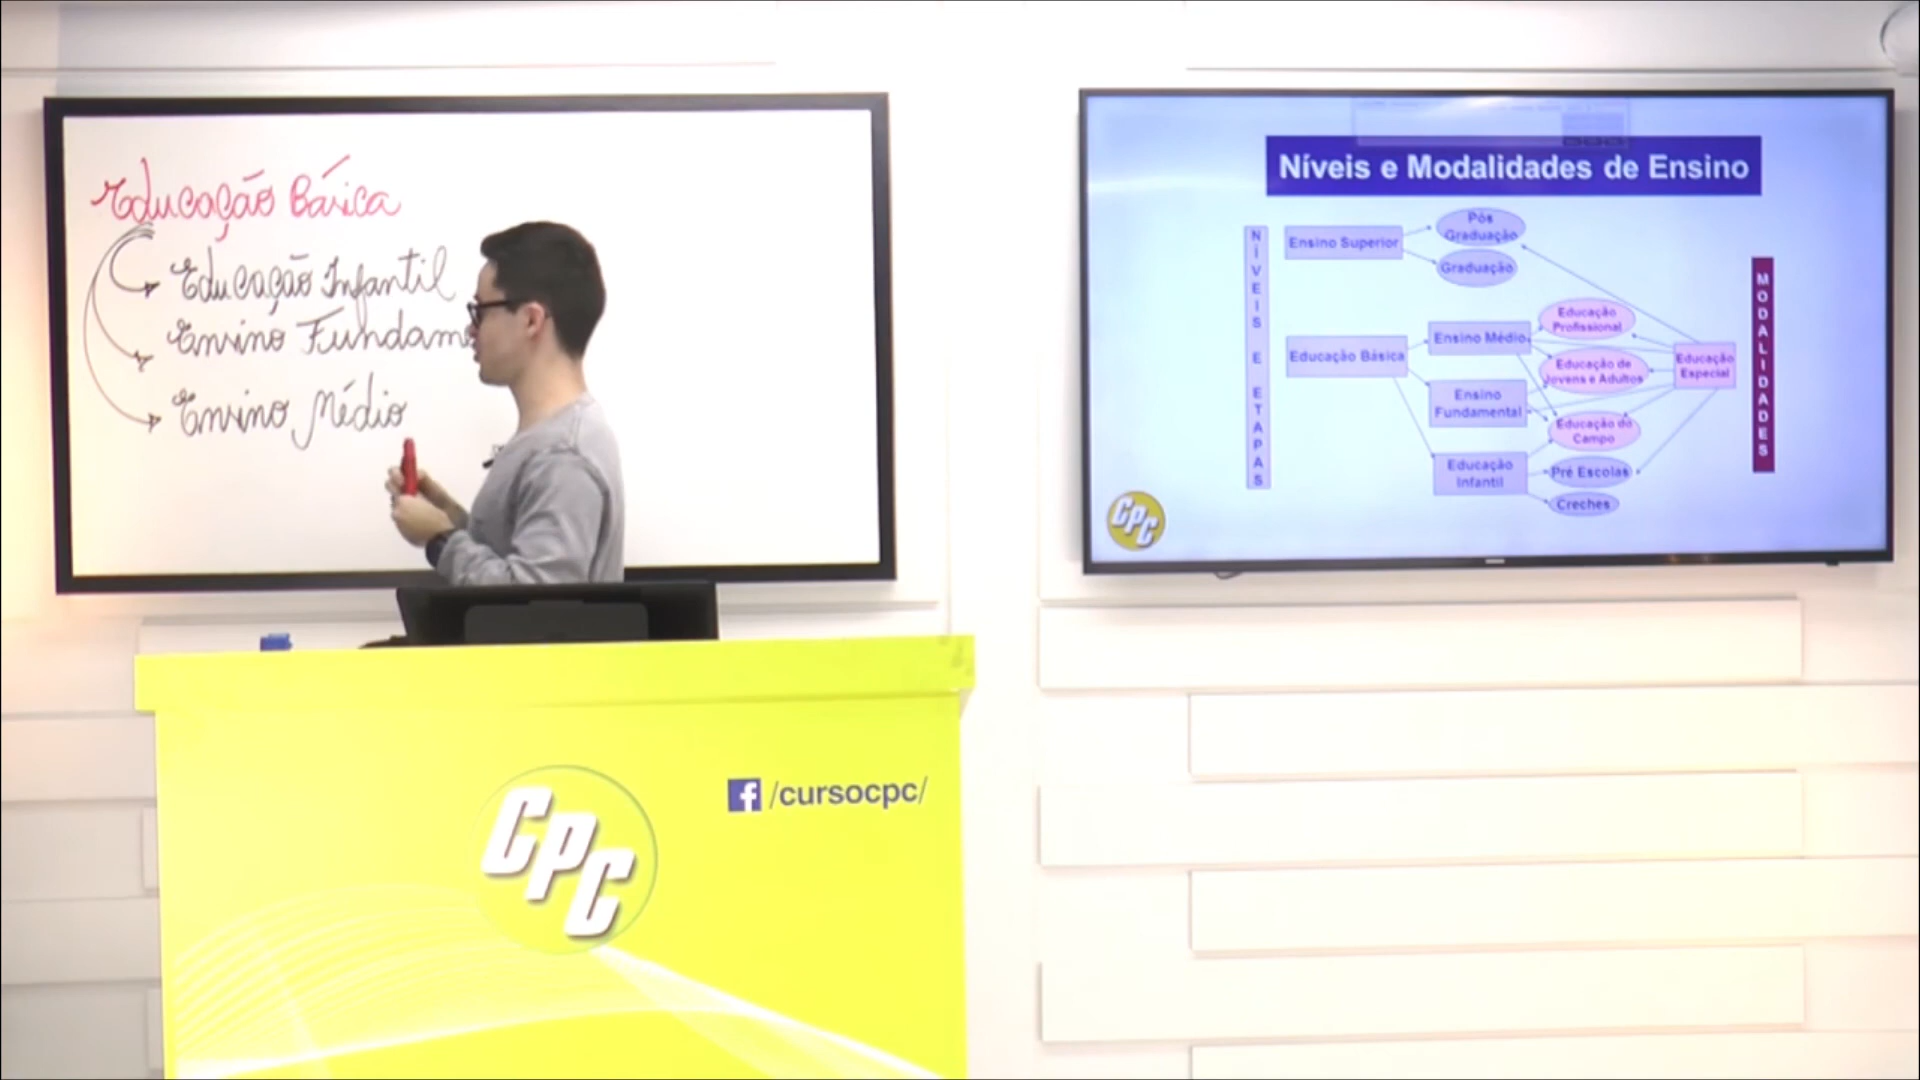 Educação Básica
Educação Infantil
Ensino Fundam
Ensino Médio
Níveis e Modalidades de Ensino
NÍVEIS E ETAPAS
Ensino Superior
Pós
Graduação
Graduação
Educação Básica
Ensino Médio
Ensino
Fundamental
Educação
Infantil
Educação
Profissional
Educação de
Jovens e Adultos
Educação do
Campo
Pré Escolas
Creches
Educação
Especial
MODALIDADES
CPC
/cursocpc/
CPC